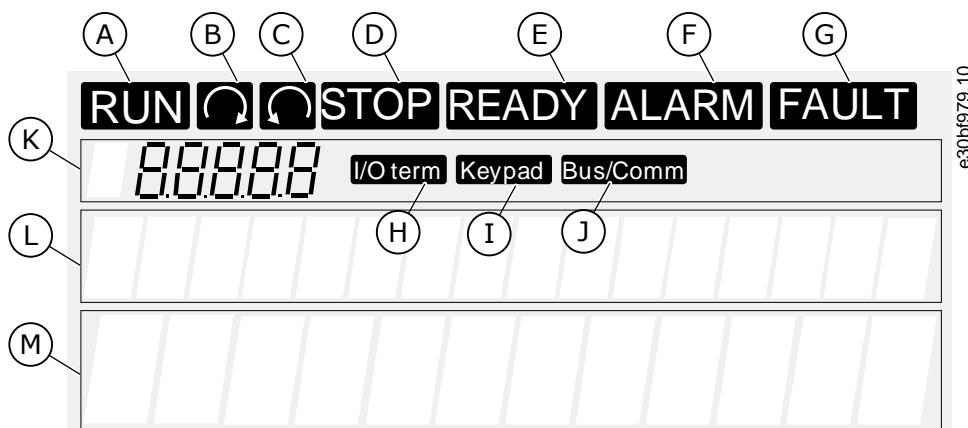 A B C D E F G
RUN STOP READY ALARM FAULT
K 8.8.8.8.8 I/O term Keypad Bus/Comm
H I J
L
M
e30bf979.10